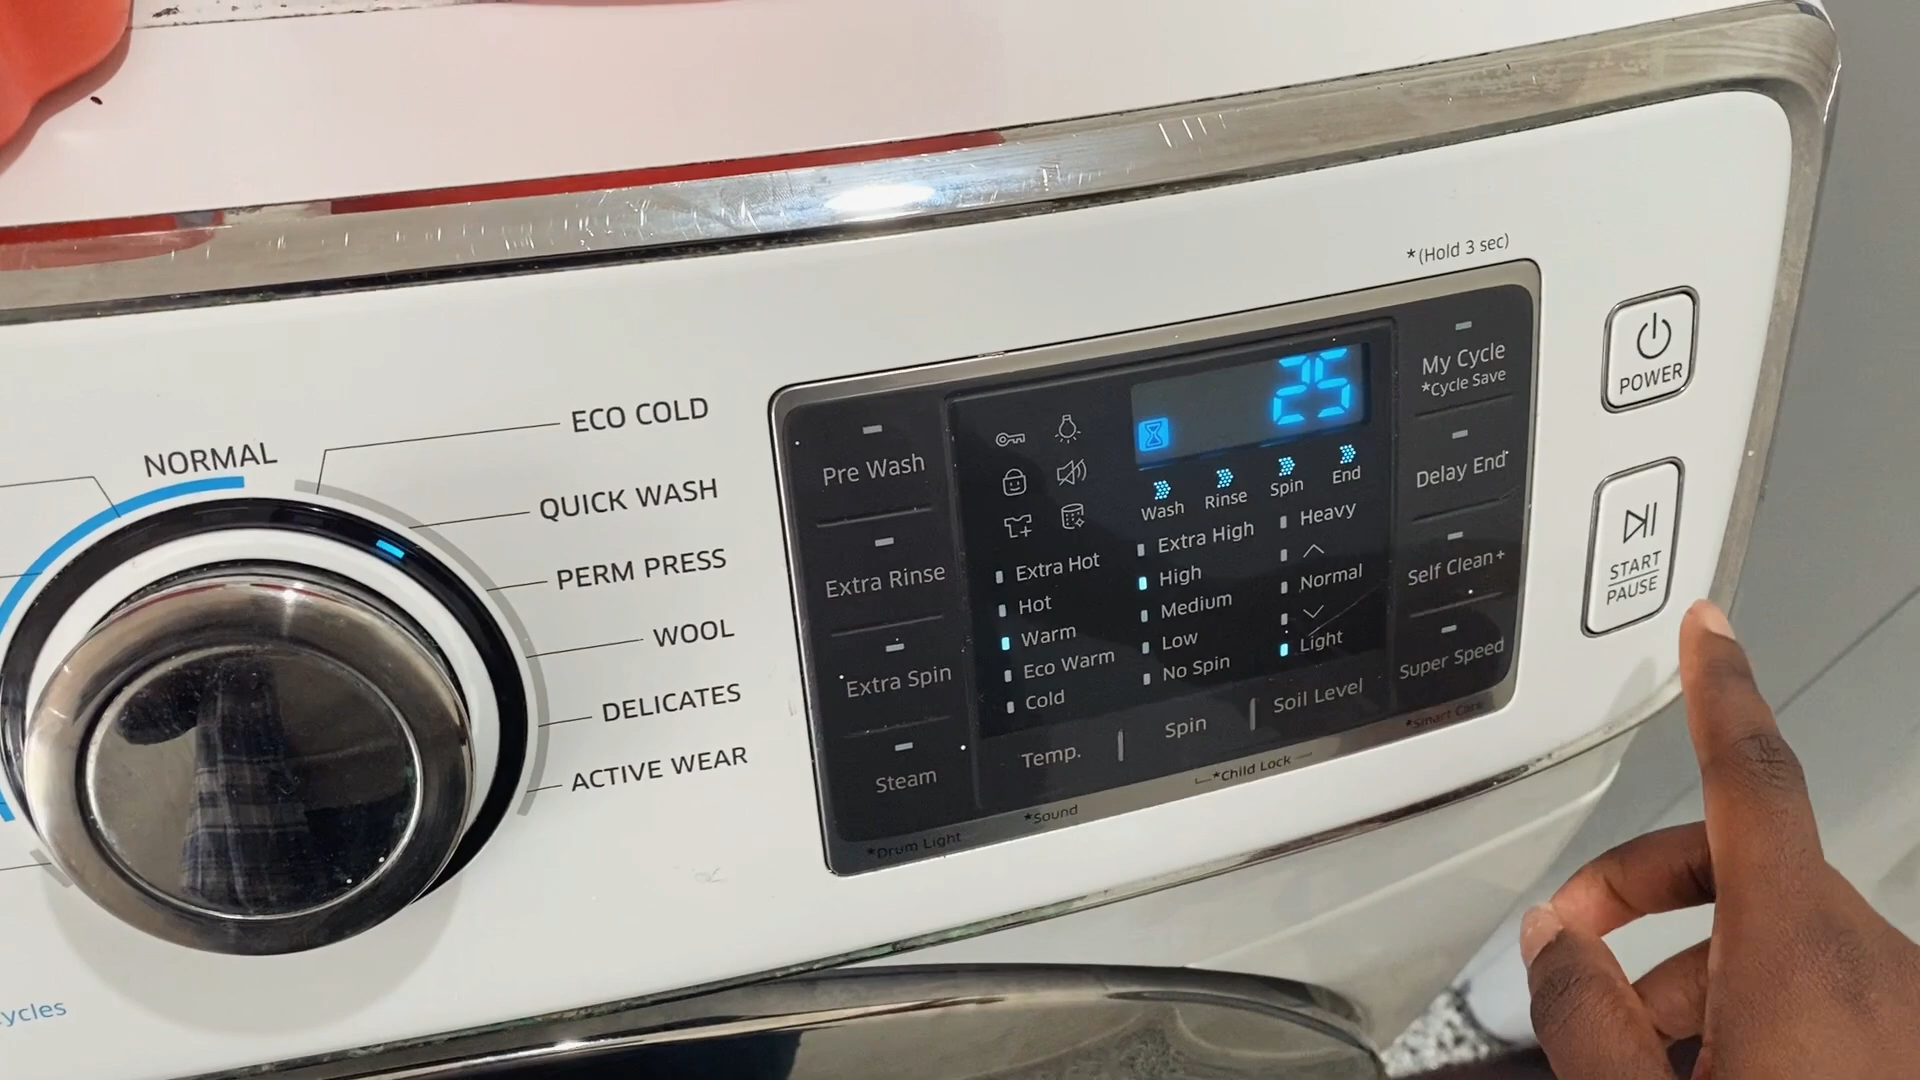 NORMAL
ECO COLD
QUICK WASH
PERM PRESS
WOOL
DELICATES
ACTIVE WEAR
ycles
*(Hold 3 sec)
Pre Wash
Extra Rinse
Extra Spin
Steam
*Drum Light
25
Wash Rinse Spin End
Extra Hot
Hot
Warm
Eco Warm
Cold
Temp.
*Sound
Extra High
High
Medium
Low
No Spin
Spin
Heavy
Normal
Light
Soil Level
*Child Lock
My Cycle
*Cycle Save
Delay End
Self Clean+
Super Speed
*Smart Care
POWER
START
PAUSE